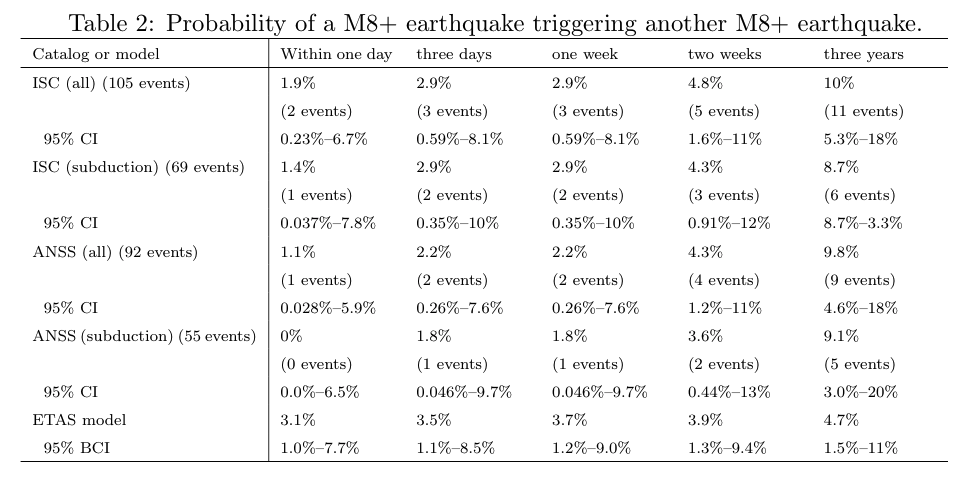 Table 2: Probability of a M8+ earthquake triggering another M8+ earthquake.
Catalog or model Within one day three days one week two weeks three years
ISC (all) (105 events) 1.9% 2.9% 2.9% 4.8% 10%
(2 events) (3 events) (3 events) (5 events) (11 events)
95% CI 0.23%–6.7% 0.59%–8.1% 0.59%–8.1% 1.6%–11% 5.3%–18%
ISC (subduction) (69 events) 1.4% 2.9% 2.9% 4.3% 8.7%
(1 events) (2 events) (2 events) (3 events) (6 events)
95% CI 0.037%–7.8% 0.35%–10% 0.35%–10% 0.91%–12% 8.7%–3.3%
ANSS (all) (92 events) 1.1% 2.2% 2.2% 4.3% 9.8%
(1 events) (2 events) (2 events) (4 events) (9 events)
95% CI 0.028%–5.9% 0.26%–7.6% 0.26%–7.6% 1.2%–11% 4.6%–18%
ANSS (subduction) (55 events) 0% 1.8% 1.8% 3.6% 9.1%
(0 events) (1 events) (1 events) (2 events) (5 events)
95% CI 0.0%–6.5% 0.046%–9.7% 0.046%–9.7% 0.44%–13% 3.0%–20%
ETAS model 3.1% 3.5% 3.7% 3.9% 4.7%
95% BCI 1.0%–7.7% 1.1%–8.5% 1.2%–9.0% 1.3%–9.4% 1.5%–11%